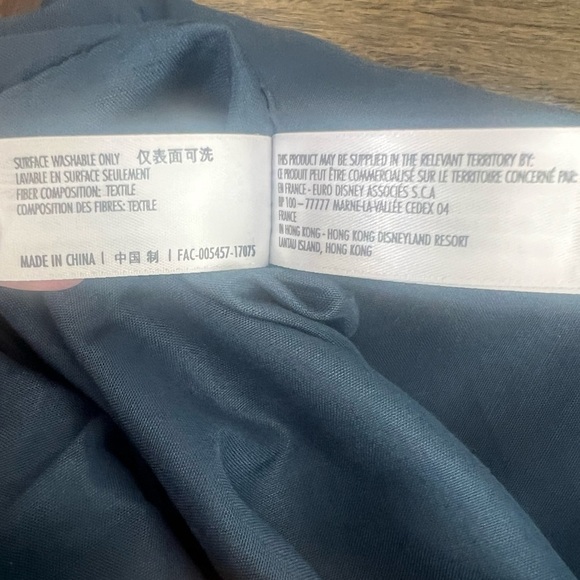 SURFACE WASHABLE ONLY 仅表面可洗
LAVABLE EN SURFACE SEULEMENT
FIBER COMPOSITION: TEXTILE
COMPOSITION DES FIBRES: TEXTILE
MADE IN CHINA | 中国 制 | FAC-005457-17075
THIS PRODUCT MAY BE SUPPLIED IN THE RELEVANT TERRITORY BY:
CE PRODUIT PEUT ÊTRE COMMERCIALISÉ SUR LE TERRITOIRE CONCERNÉ PAR:
EN FRANCE - EURO DISNEY ASSOCIÉS S.C.A
BP 100 - 77777 MARNE-LA-VALLÉE CEDEX 04
FRANCE
IN HONG KONG - HONG KONG DISNEYLAND RESORT
LANTAU ISLAND, HONG KONG